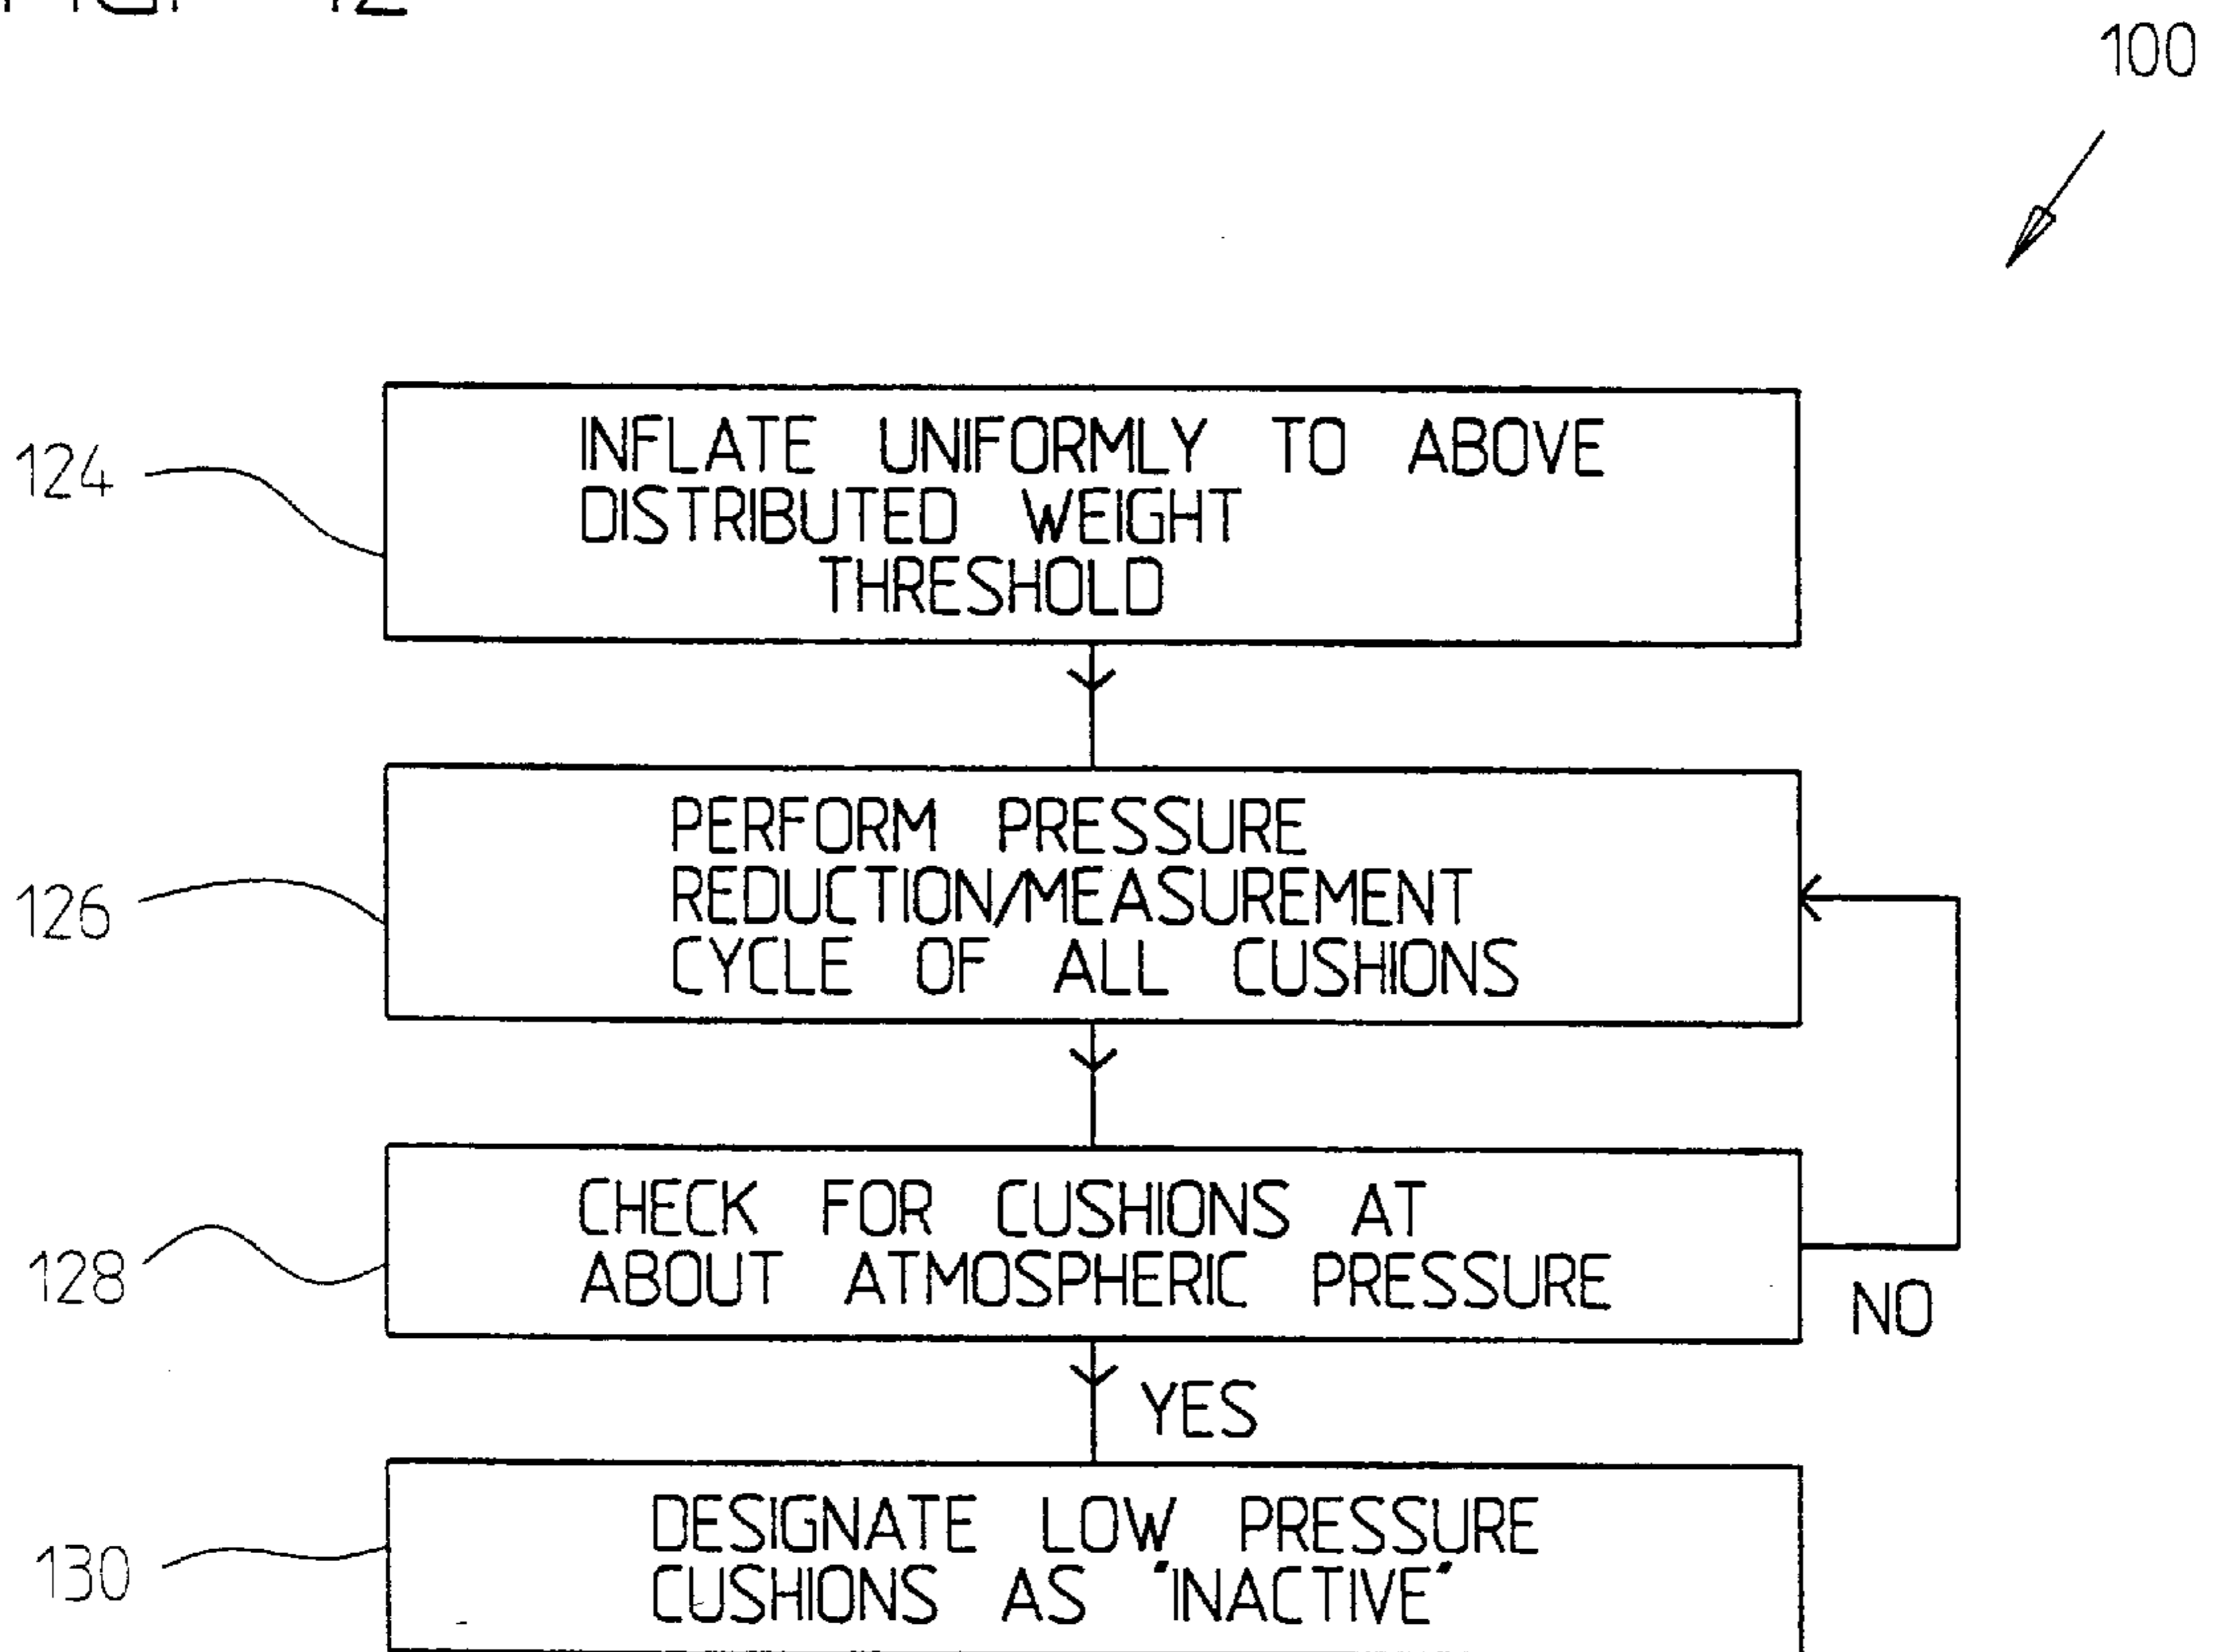 100
124
INFLATE UNIFORMLY TO ABOVE
DISTRIBUTED WEIGHT
THRESHOLD
126
PERFORM PRESSURE
REDUCTION/MEASUREMENT
CYCLE OF ALL CUSHIONS
128
CHECK FOR CUSHIONS AT
ABOUT ATMOSPHERIC PRESSURE
NO
YES
130
DESIGNATE LOW PRESSURE
CUSHIONS AS "INACTIVE"